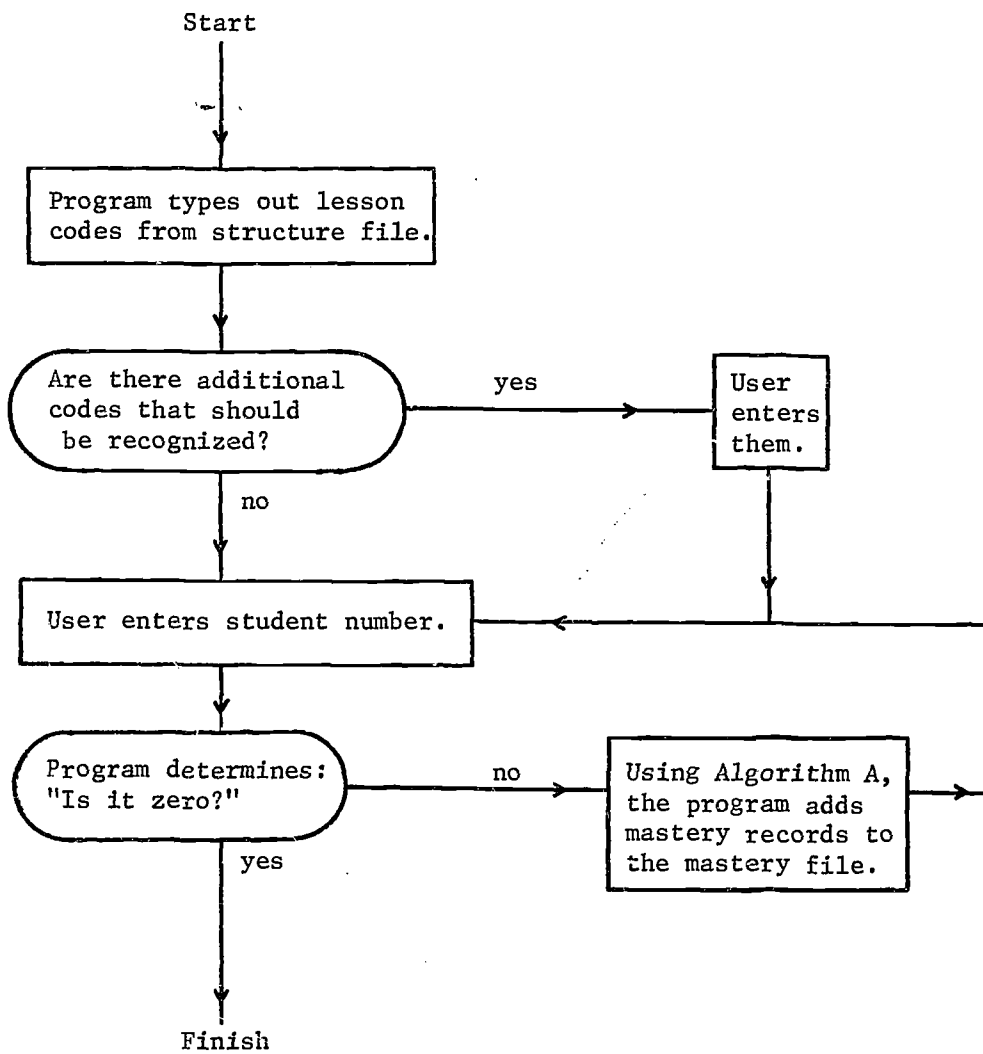 Start
Program types out lesson
codes from structure file.
Are there additional
codes that should
be recognized?
yes
User
enters
them.
no
User enters student number.
Program determines:
"Is it zero?"
no
Using Algorithm A,
the program adds
mastery records to
the mastery file.
yes
Finish